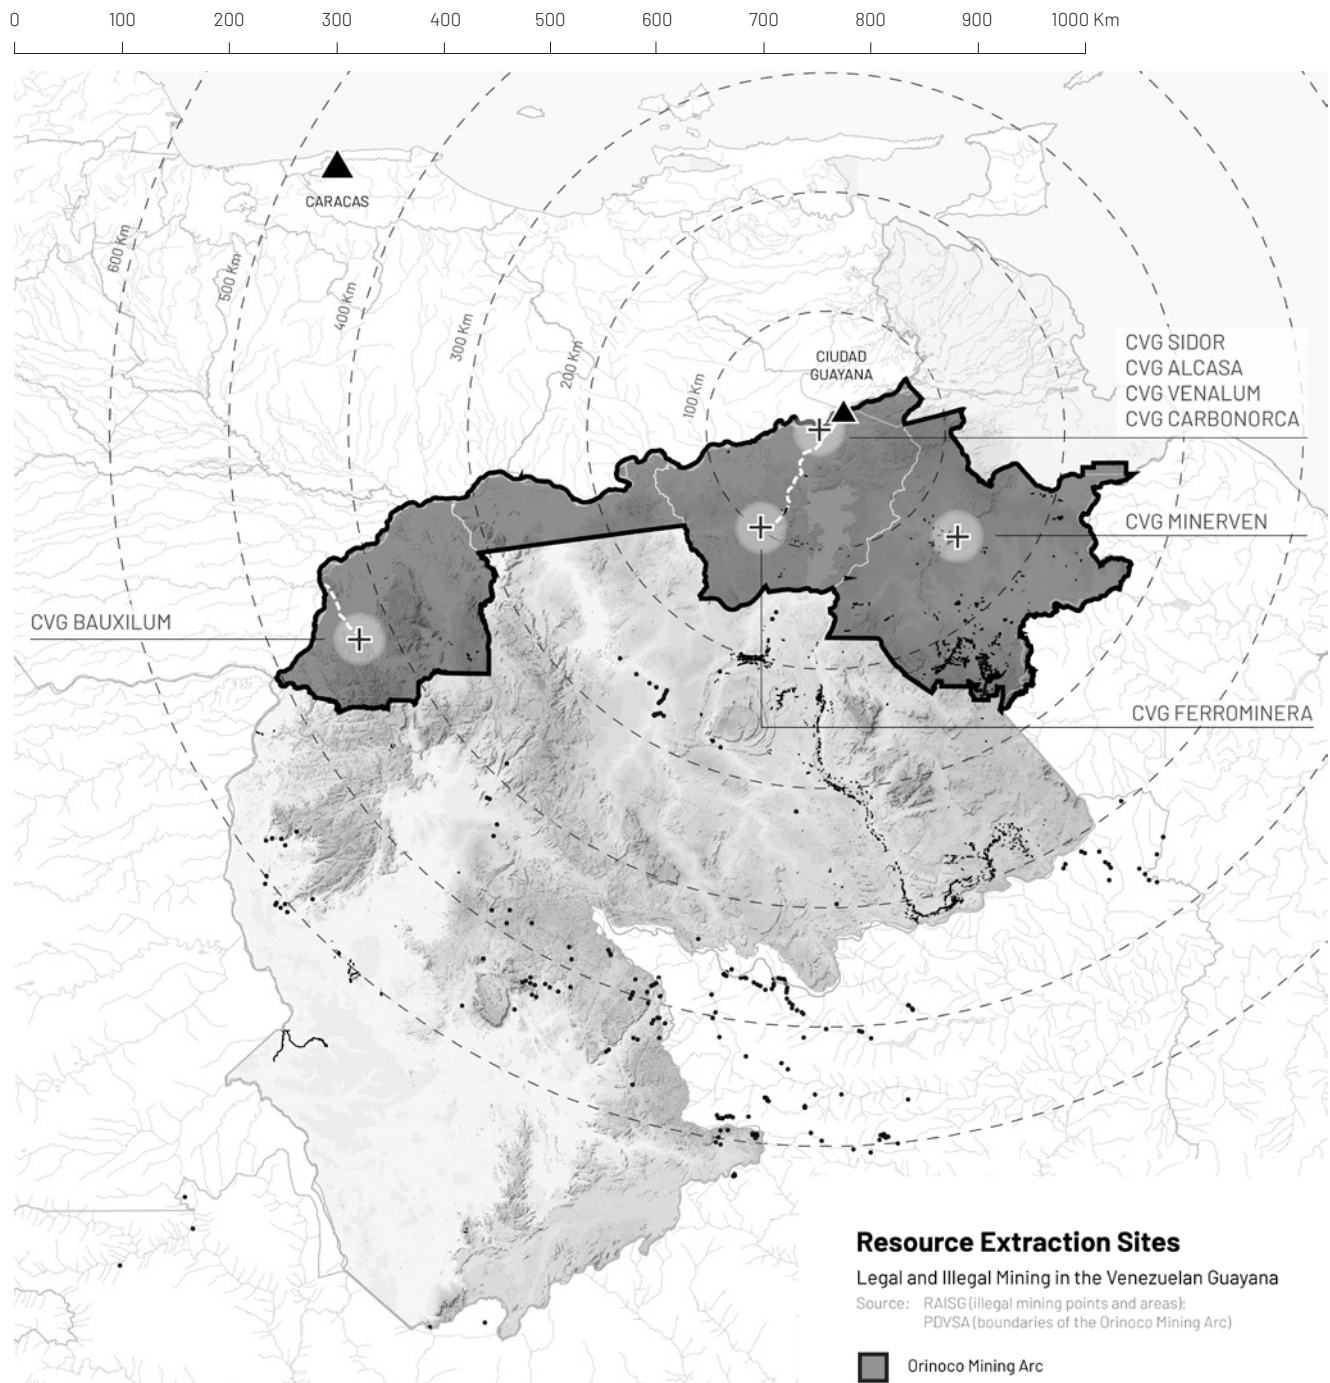 0 100 200 300 400 500 600 700 800 900 1000 Km
CARACAS
600 Km
500 Km
400 Km
300 Km
200 Km
100 Km
CIUDAD
GUAYANA
CVG SIDOR
CVG ALCASA
CVG VENALUM
CVG CARBONORCA
CVG MINERVEN
CVG BAUXILUM
CVG FERROMINERA
Resource Extraction Sites
Legal and Illegal Mining in the Venezuelan Guayana
Source: RAISG (illegal mining points and areas);
PDVSA (boundaries of the Orinoco Mining Arc)
Orinoco Mining Arc